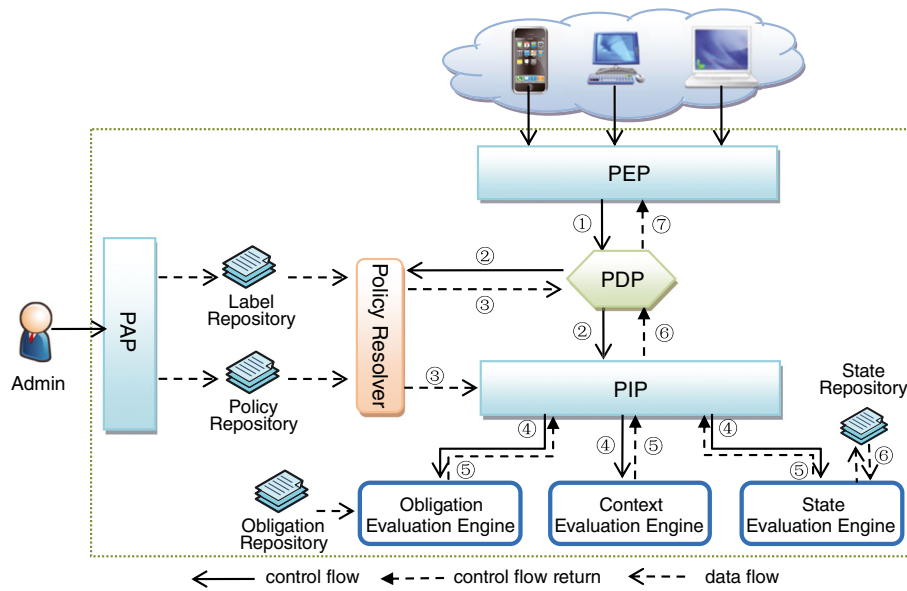 PEP
①
⑦
②
PDP
③
Label
Repository
Policy Resolver
PAP
Admin
②
⑥
Policy
Repository
③
PIP
State
Repository
④
④
④
⑤
⑤
⑤
⑥
Obligation
Repository
Obligation
Evaluation Engine
Context
Evaluation Engine
State
Evaluation Engine
control flow
control flow return
data flow